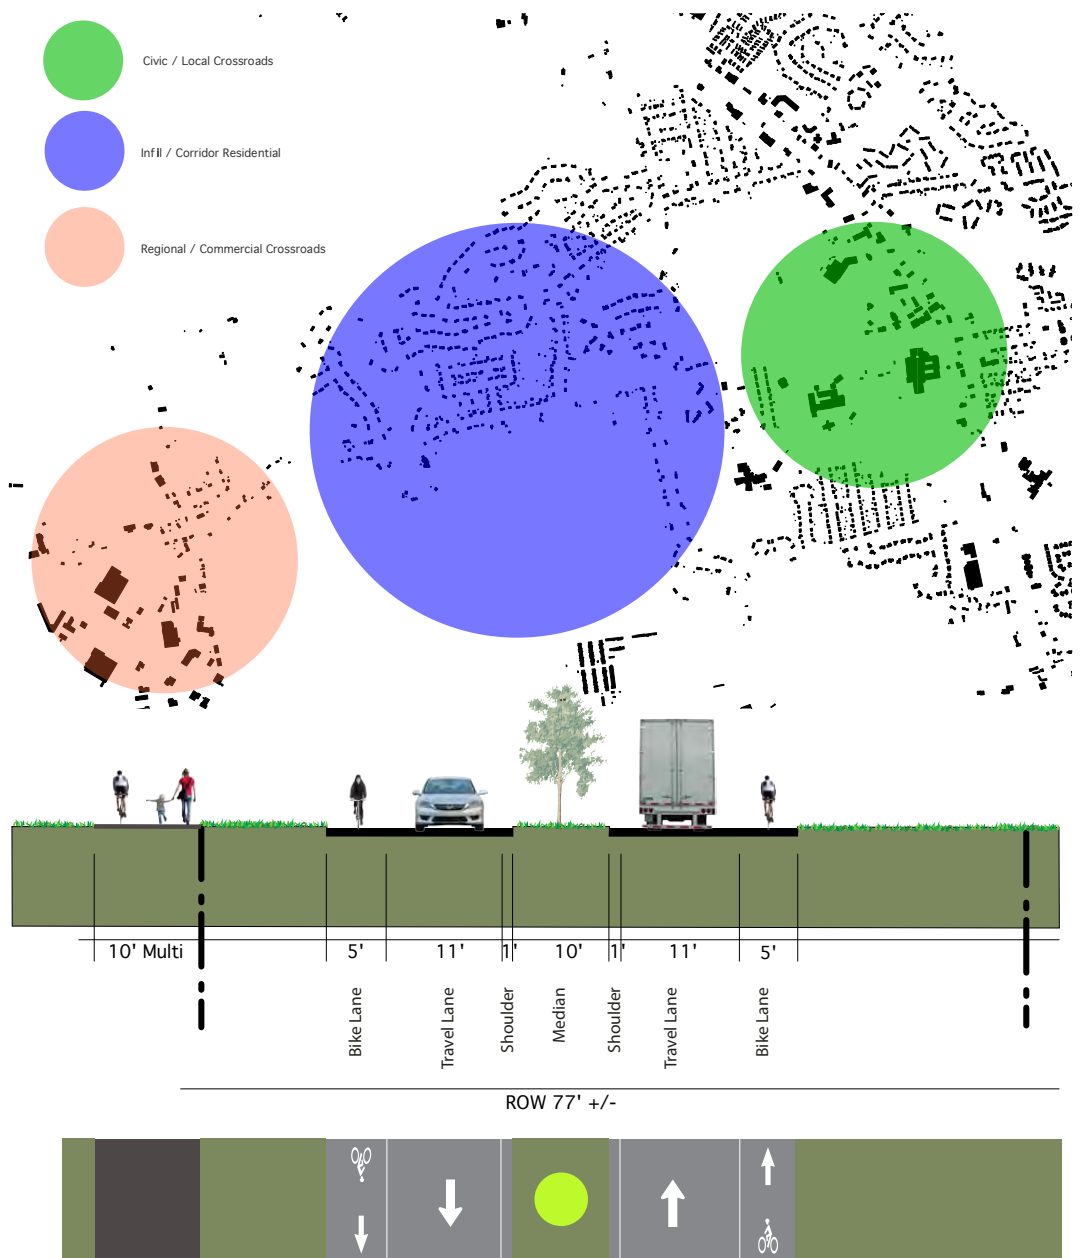 Civic / Local Crossroads
Infill / Corridor Residential
Regional / Commercial Crossroads
10' Multi
5'
11'
1'
10'
1'
11'
5'
Bike Lane
Travel Lane
Shoulder
Median
Shoulder
Travel Lane
Bike Lane
ROW 77' +/-